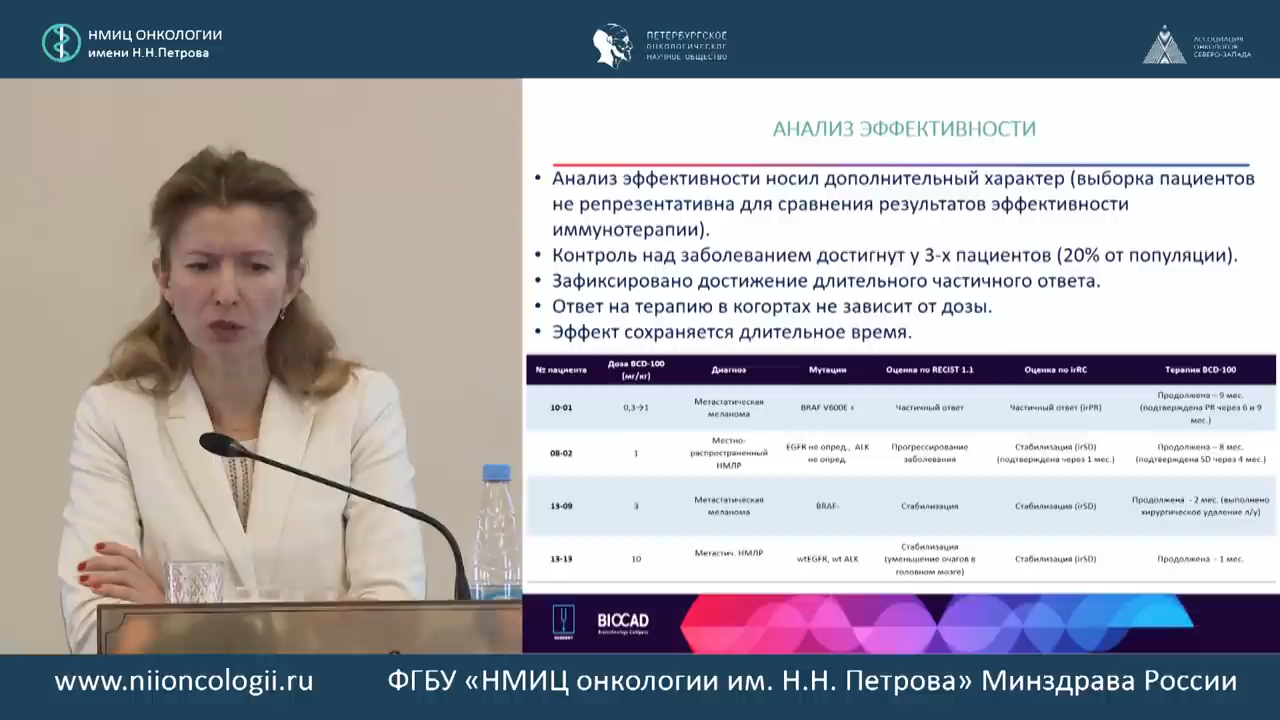 НМИЦ ОНКОЛОГИИ
имени Н.Н.Петрова
ПЕТЕРБУРГСКОЕ
ОНКОЛОГИЧЕСКОЕ
НАУЧНОЕ ОБЩЕСТВО
АССОЦИАЦИЯ
ОНКОЛОГОВ
СЕВЕРО-ЗАПАДА
АНАЛИЗ ЭФФЕКТИВНОСТИ
• Анализ эффективности носил дополнительный характер (выборка пациентов
не репрезентативна для сравнения результатов эффективности
иммунотерапии).
• Контроль над заболеванием достигнут у 3-х пациентов (20% от популяции).
• Зафиксировано достижение длительного частичного ответа.
• Ответ на терапию в когортах не зависит от дозы.
• Эффект сохраняется длительное время.
№ пациента Доза BCD-100 (мг/кг) Диагноз Мутации Оценка по RECIST 1.1 Оценка по irRC Терапия BCD-100
10-01 0,3→1 Метастатическая меланома BRAF V600E + Частичный ответ Частичный ответ (irPR) Продолжена – 9 мес. (подтверждена PR через 6 и 9 мес.)
08-02 1 Местно-распространенный НМЛР EGFR не опред., ALK не опред. Прогрессирование заболевания Стабилизация (irSD) (подтверждена через 1 мес.) Продолжена – 8 мес. (подтверждена SD через 4 мес.)
13-09 3 Метастатическая меланома BRAF- Стабилизация Стабилизация (irSD) Продолжена - 2 мес. (выполнено хирургическое удаление л/у)
13-13 10 Метастич. НМЛР wtEGFR, wt ALK Стабилизация (уменьшение очагов в головном мозге) Стабилизация (irSD) Продолжена - 1 мес.
BIOCAD
Biotechnology Company
www.niioncologii.ru
ФГБУ «НМИЦ онкологии им. Н.Н. Петрова» Минздрава России